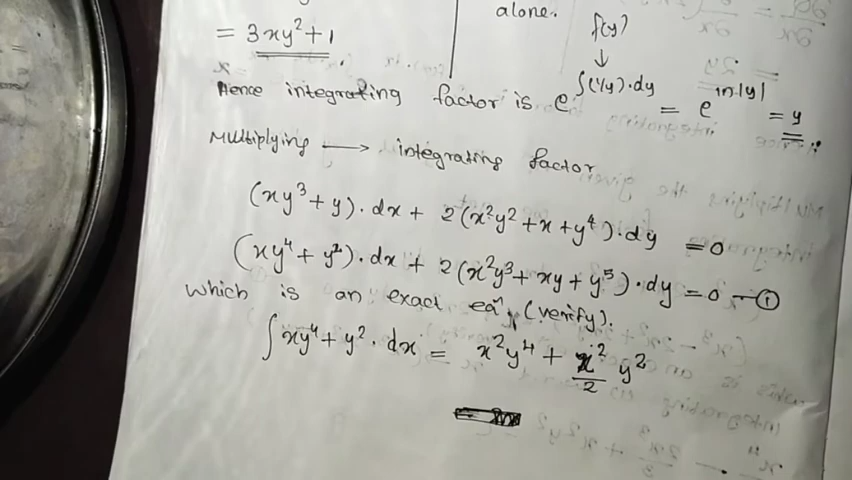 alone.
f(y)
↓
= 3xy² + 1
Hence integrating factor is e^∫(1/y)·dy = e^ln|y| = y
Multiplying → integrating factor
(xy³ + y)·dx + 2(x²y² + x + y⁴)·dy = 0
(xy⁴ + y²)·dx + 2(x²y³ + xy + y⁵)·dy = 0 — ①
which is an exact eqⁿ, (verify).
∫xy⁴ + y²·dx = x²y⁴ + x²/2 y²